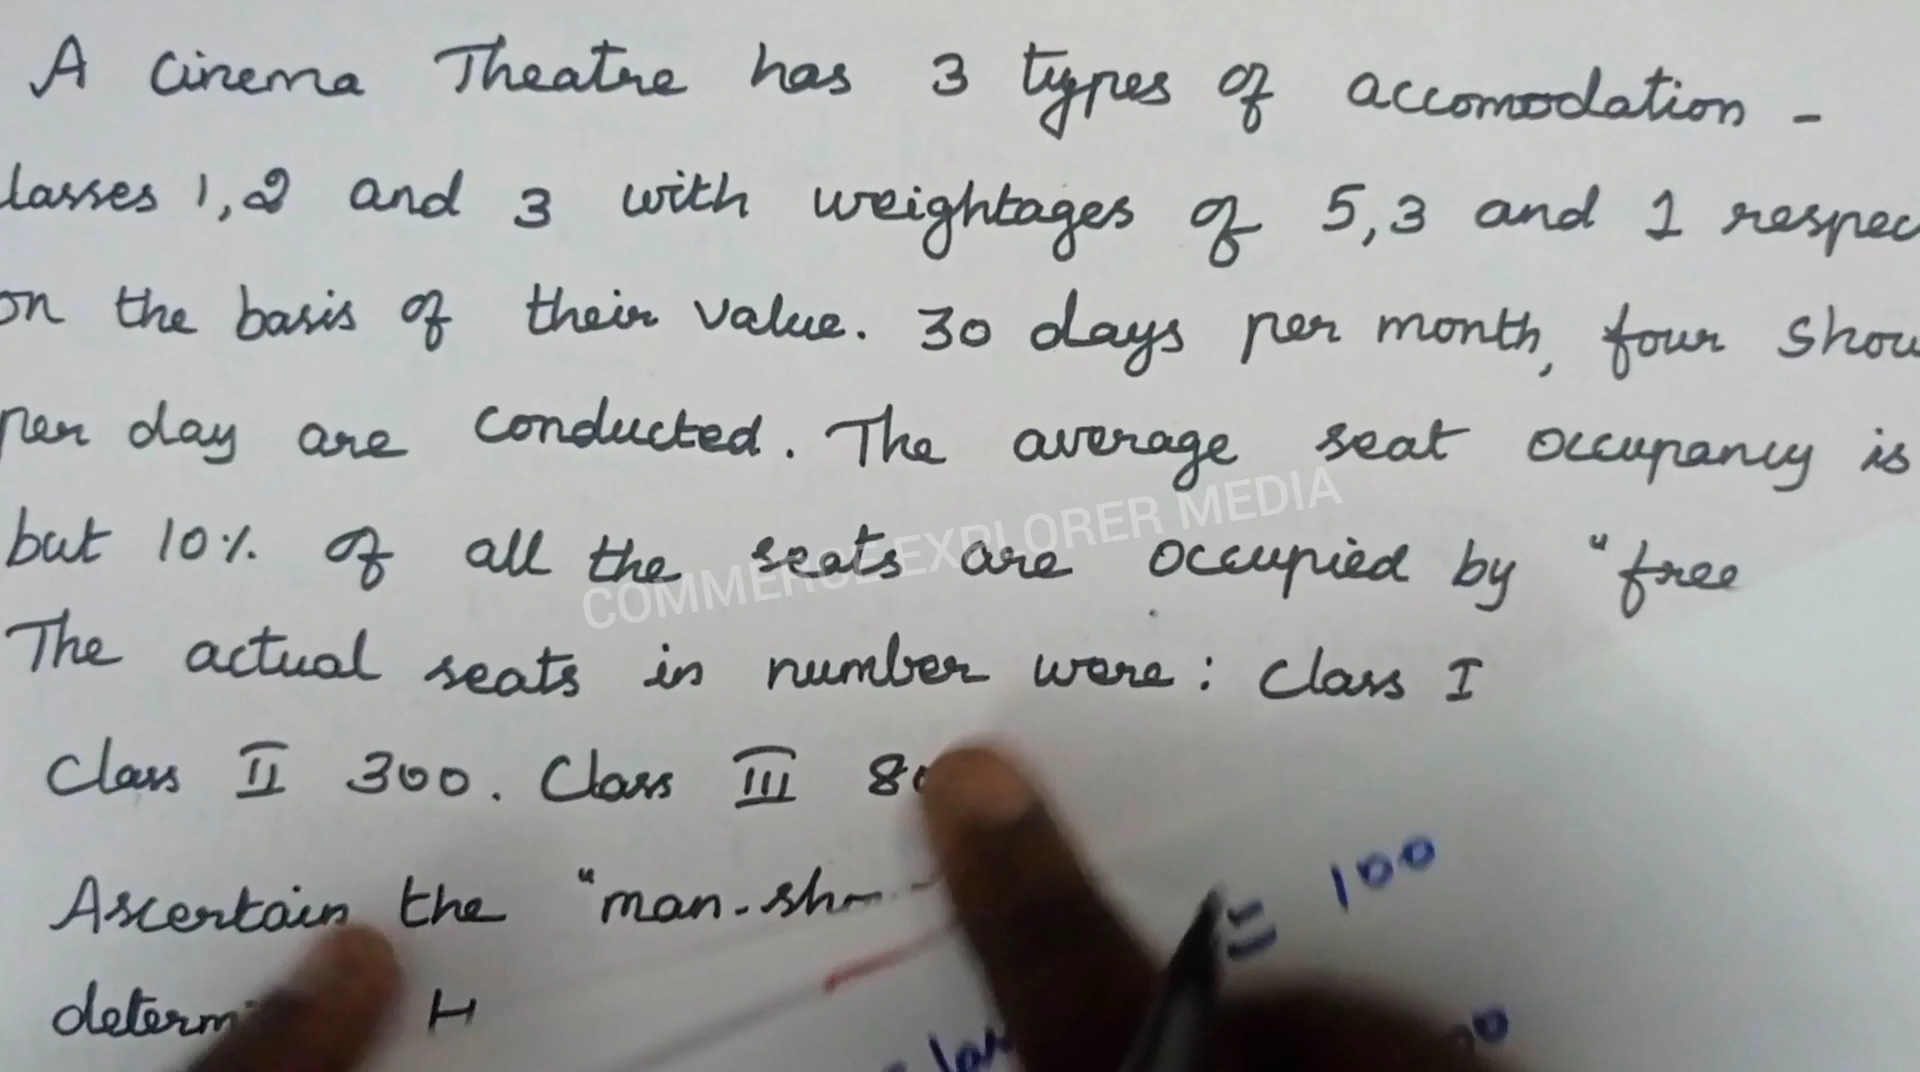 A Cinema Theatre has 3 types of accomodation -
lasses 1,2 and 3 with weightages of 5,3 and 1 respec
on the basis of their value. 30 days per month, four show
per day are conducted. The average seat occupancy is
but 10%. of all the seats are occupied by "free
The actual seats in number were: Class I
Class II 300. Class III 80
Ascertain the "man-sho
determi H
= 100
COMMERCE EXPLORER MEDIA